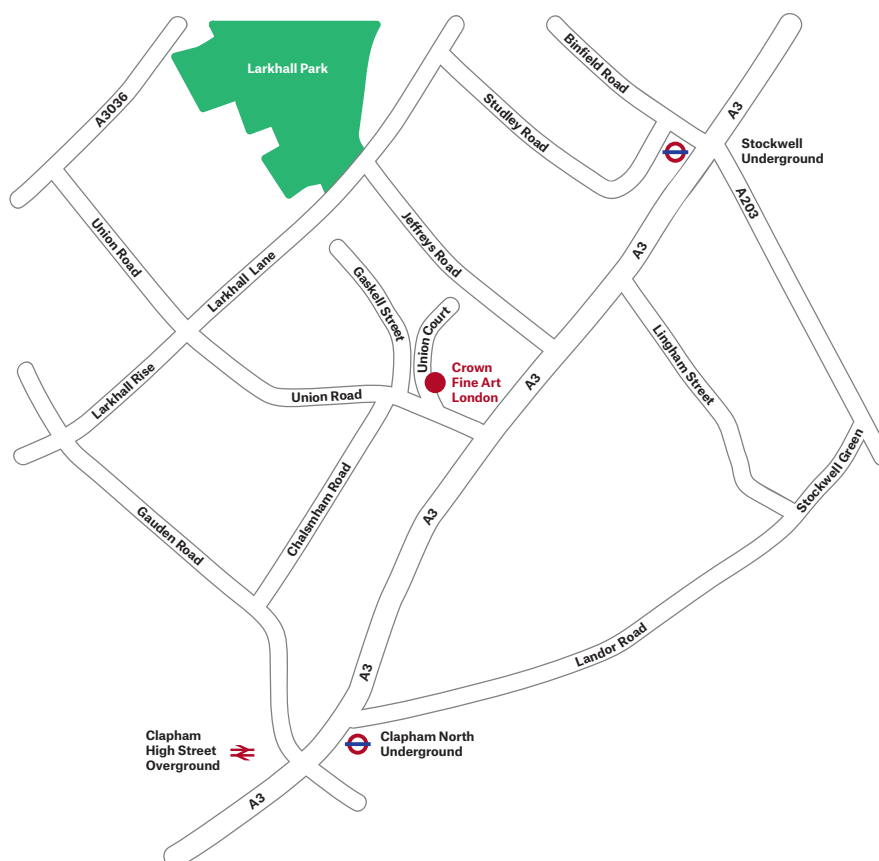 Larkhall Park
A3036
Binfield Road
A3
Studley Road
Stockwell
Underground
A203
Union Road
Larkhall Lane
Jeffreys Road
A3
Gaskell Street
Union Court
Lingham Street
Crown
Fine Art
London
A3
Larkhall Rise
Union Road
Stockwell Green
Chalsmham Road
A3
Gauden Road
Landor Road
A3
Clapham
High Street
Overground
Clapham North
Underground
A3